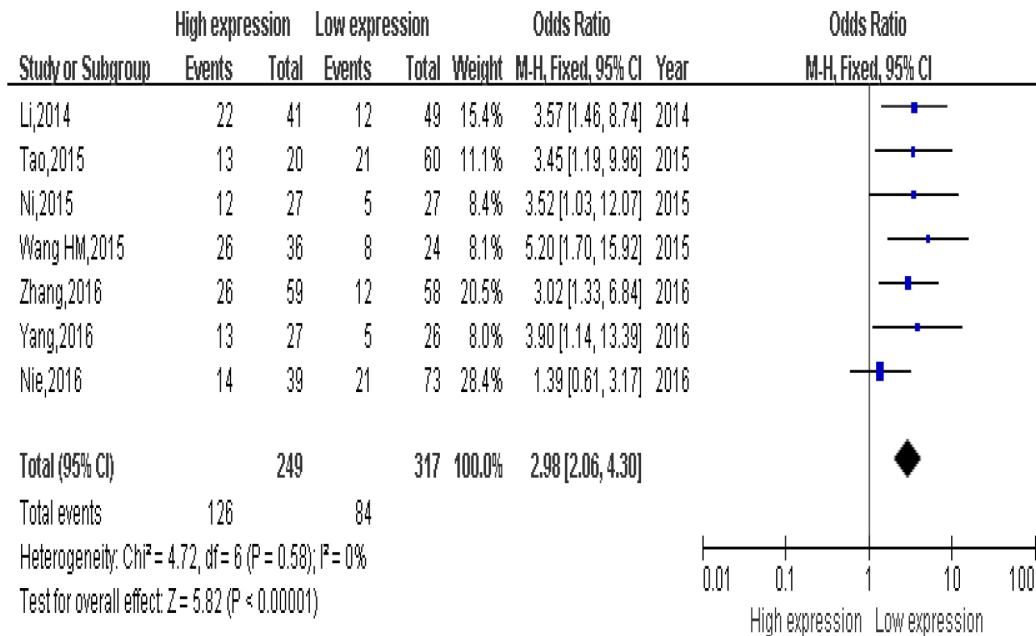 High expression Low expression Odds Ratio Odds Ratio
Study or Subgroup Events Total Events Total Weight M-H, Fixed, 95% CI Year M-H, Fixed, 95% CI
Li,2014 22 41 12 49 15.4% 3.57 [1.46, 8.74] 2014
Tao,2015 13 20 21 60 11.1% 3.45 [1.19, 9.96] 2015
Ni,2015 12 27 5 27 8.4% 3.52 [1.03, 12.07] 2015
Wang HM,2015 26 36 8 24 8.1% 5.20 [1.70, 15.92] 2015
Zhang,2016 26 59 12 58 20.5% 3.02 [1.33, 6.84] 2016
Yang,2016 13 27 5 26 8.0% 3.90 [1.14, 13.39] 2016
Nie,2016 14 39 21 73 28.4% 1.39 [0.61, 3.17] 2016
Total (95% CI) 249 317 100.0% 2.98 [2.06, 4.30]
Total events 126 84
Heterogeneity: Chi² = 4.72, df = 6 (P = 0.58); I² = 0%
Test for overall effect: Z = 5.82 (P < 0.00001)
0.01 0.1 1 10 100
High expression Low expression